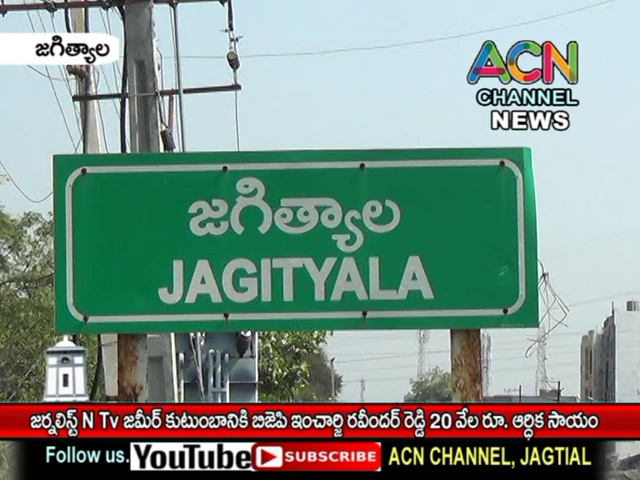 జగిత్యాల
ACN
CHANNEL
NEWS
జగిత్యాల
JAGITYALA
జర్నలిస్ట్ N Tv జమీర్ కుటుంబానికి బిజెపి ఇంచార్జి రవీందర్ రెడ్డి 20 వేల రూ. ఆర్ధిక సాయం
Follow us. YouTube SUBSCRIBE ACN CHANNEL, JAGTIAL